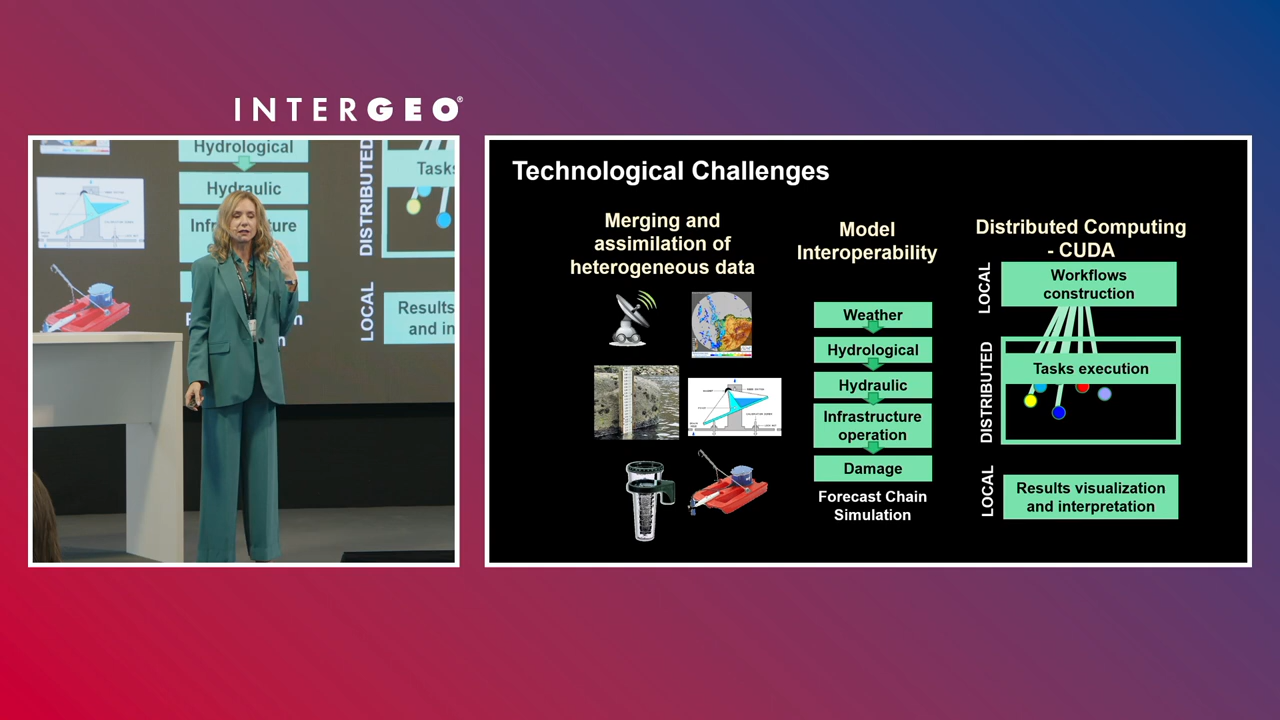 INTERGEO®
Hydrological
Hydraulic
DISTRIBUTED
Tasks
LOCAL
Results
and in
Technological Challenges
Merging and
assimilation of
heterogeneous data
Model
Interoperability
Weather
Hydrological
Hydraulic
Infrastructure
operation
Damage
Forecast Chain
Simulation
Distributed Computing
- CUDA
LOCAL
Workflows
construction
DISTRIBUTED
Tasks execution
LOCAL
Results visualization
and interpretation